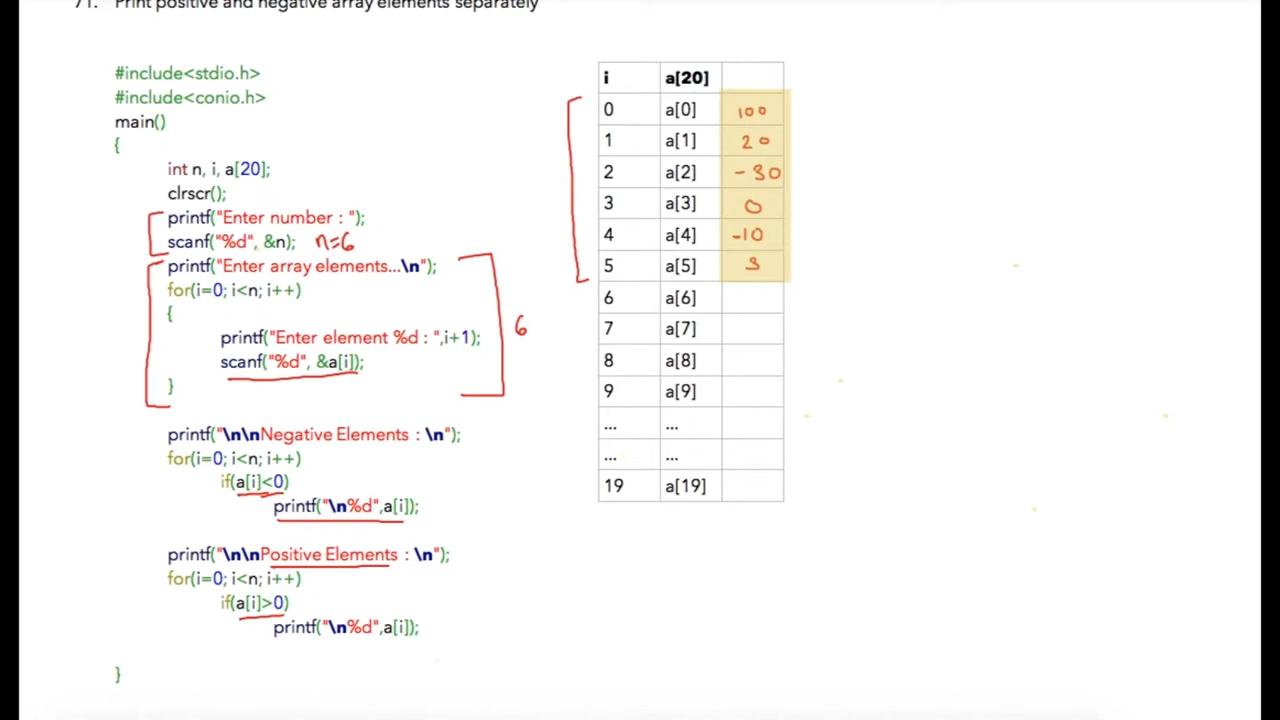 71. Print positive and negative array elements separately
#include<stdio.h>
#include<conio.h>
main()
{
int n, i, a[20];
clrscr();
printf("Enter number : ");
scanf("%d", &n); n=6
printf("Enter array elements...\n");
for(i=0; i<n; i++)
{
printf("Enter element %d : ",i+1);
scanf("%d", &a[i]);
}
6
printf("\n\nNegative Elements : \n");
for(i=0; i<n; i++)
if(a[i]<0)
printf("\n%d",a[i]);
printf("\n\nPositive Elements : \n");
for(i=0; i<n; i++)
if(a[i]>0)
printf("\n%d",a[i]);
}
i a[20]
0 a[0] 100
1 a[1] 20
2 a[2] -30
3 a[3] 0
4 a[4] -10
5 a[5] 3
6 a[6]
7 a[7]
8 a[8]
9 a[9]
... ...
... ...
19 a[19]